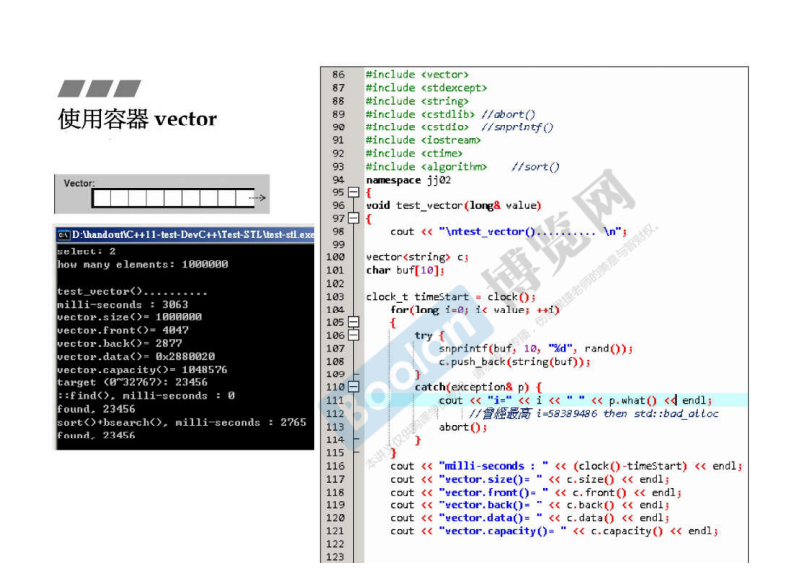 使用容器 vector
Vector:
D:\handout\C++11-test-DevC++\Test-STL\test-stl.exe
select: 2
how many elements: 1000000
test_vector()..........
milli-seconds : 3063
vector.size()= 1000000
vector.front()= 4047
vector.back()= 2877
vector.data()= 0x2880020
vector.capacity()= 1048576
target (0~32767): 23456
::find(), milli-seconds : 0
found, 23456
sort()+bsearch(), milli-seconds : 2765
found, 23456
86 #include <vector>
87 #include <stdexcept>
88 #include <string>
89 #include <cstdlib> //abort()
90 #include <cstdio> //snprintf()
91 #include <iostream>
92 #include <ctime>
93 #include <algorithm> //sort()
94 namespace jj02
95 {
96 void test_vector(long& value)
97 {
98 cout << "\ntest_vector().......... \n";
99
100 vector<string> c;
101 char buf[10];
102
103 clock_t timeStart = clock();
104 for(long i=0; i< value; ++i)
105 {
106 try {
107 snprintf(buf, 10, "%d", rand());
108 c.push_back(string(buf));
109 }
110 catch(exception& p) {
111 cout << "i=" << i << " " << p.what() << endl;
112 //曾經最高 i=58389486 then std::bad_alloc
113 abort();
114 }
115 }
116 cout << "milli-seconds : " << (clock()-timeStart) << endl;
117 cout << "vector.size()= " << c.size() << endl;
118 cout << "vector.front()= " << c.front() << endl;
119 cout << "vector.back()= " << c.back() << endl;
120 cout << "vector.data()= " << c.data() << endl;
121 cout << "vector.capacity()= " << c.capacity() << endl;
122
123
Boolan 博览网